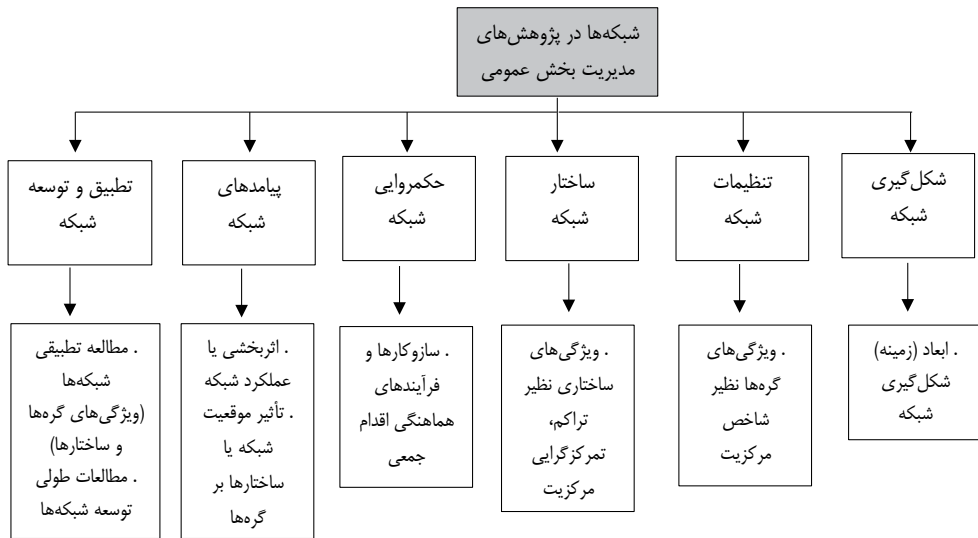 شبکه‌ها در پژوهش‌های
مدیریت بخش عمومی
شکل‌گیری
شبکه
تنظیمات
شبکه
ساختار
شبکه
حکمروایی
شبکه
پیامدهای
شبکه
تطبیق و توسعه
شبکه
. ابعاد (زمینه)
شکل‌گیری
شبکه
. ویژگی‌های
گره‌ها نظیر
شاخص
مرکزیت
. ویژگی‌های
ساختاری نظیر
تراکم،
تمرکزگرایی
مرکزیت
. سازوکارها و
فرآیندهای
هماهنگی اقدام
جمعی
. اثربخشی یا
عملکرد شبکه
. تأثیر موقعیت
شبکه یا
ساختارها بر
گره‌ها
. مطالعه تطبیقی
شبکه‌ها
(ویژگی‌های گره‌ها
و ساختارها)
. مطالعات طولی
توسعه شبکه‌ها